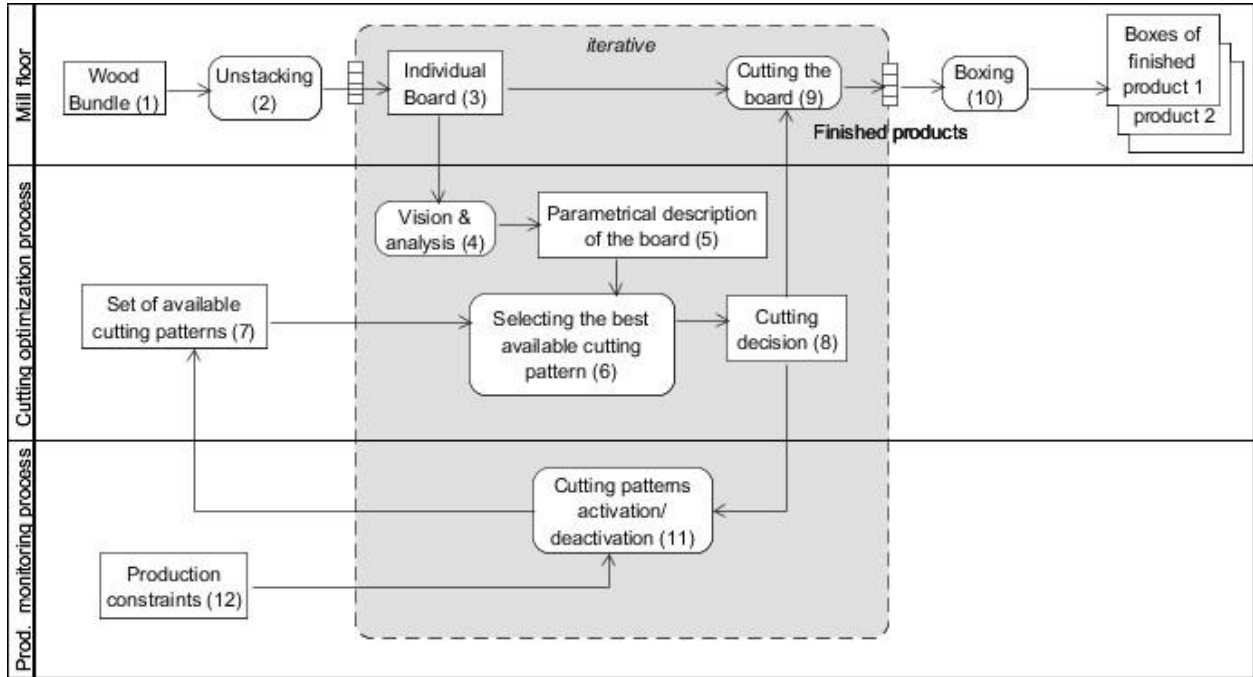 Mill floor
iterative
Wood
Bundle (1)
Unstacking
(2)
Individual
Board (3)
Cutting the
board (9)
Finished products
Boxing
(10)
Boxes of
finished
product 1
product 2
Cutting optimization process
Vision &
analysis (4)
Parametrical description
of the board (5)
Set of available
cutting patterns (7)
Selecting the best
available cutting
pattern (6)
Cutting
decision (8)
Prod. monitoring process
Cutting patterns
activation/
deactivation (11)
Production
constraints (12)